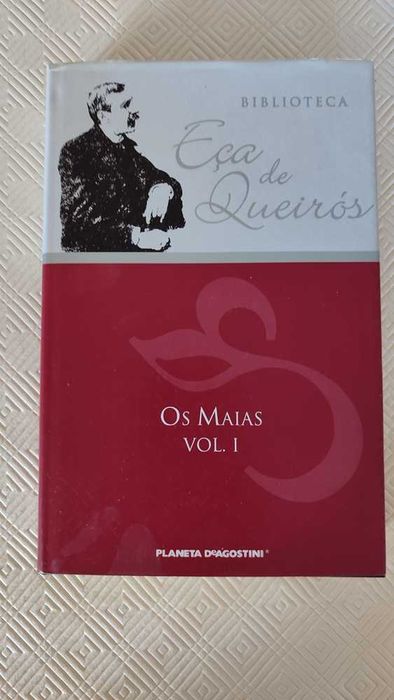 BIBLIOTECA
Eça
de
Queirós
OS MAIAS
VOL. I
PLANETA DEAGOSTINI®